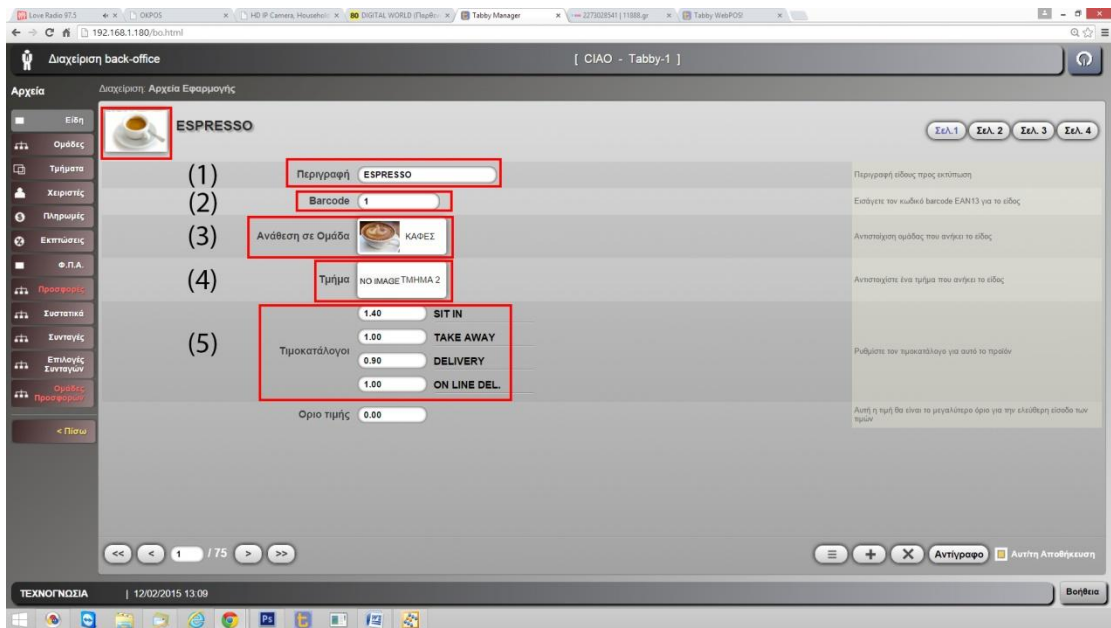 Love Radio 97,5
OKPOS
HD IP Camera, Househol
DIGITAL WORLD (Παρθε
Tabby Manager
2273028541 | 11888.gr
Tabby WebPOS!
192.168.1.180/bo.html
Διαχείριση back-office
[ CIAO - Tabby-1 ]
Αρχεία
Διαχείριση: Αρχεία Εφαρμογής
Είδη
Ομάδες
Τμήματα
Χειριστές
Πληρωμές
Εκπτώσεις
Φ.Π.Α.
Προσφορές
Συστατικά
Συνταγές
Επιλογές
Συνταγών
Ομάδες
Προσφορών
< Πίσω
ESPRESSO
Σελ.1 Σελ. 2 Σελ. 3 Σελ. 4
(1) Περιγραφή ESPRESSO Περιγραφή είδους προς εκτύπωση
(2) Barcode 1 Εισάγετε τον κωδικό barcode EAN13 για το είδος
(3) Ανάθεση σε Ομάδα ΚΑΦΕΣ Αντιστοίχιση ομάδος που ανήκει το είδος
(4) Τμήμα NO IMAGE ΤΜΗΜΑ 2 Αντιστοιχίστε ένα τμήμα που ανήκει το είδος
(5) Τιμοκατάλογοι Ρυθμίστε τον τιμοκατάλογο για αυτό το προϊόν
1.40 SIT IN
1.00 TAKE AWAY
0.90 DELIVERY
1.00 ON LINE DEL.
Οριο τιμής 0.00 Αυτή η τιμή θα είναι το μεγαλύτερο όριο για την ελεύθερη είσοδο των
τιμών
<< < 1 / 75 > >>
Αντίγραφο Αυτ/τη Αποθήκευση
ΤΕΧΝΟΓΝΩΣΙΑ | 12/02/2015 13:09
Βοήθεια
Ps